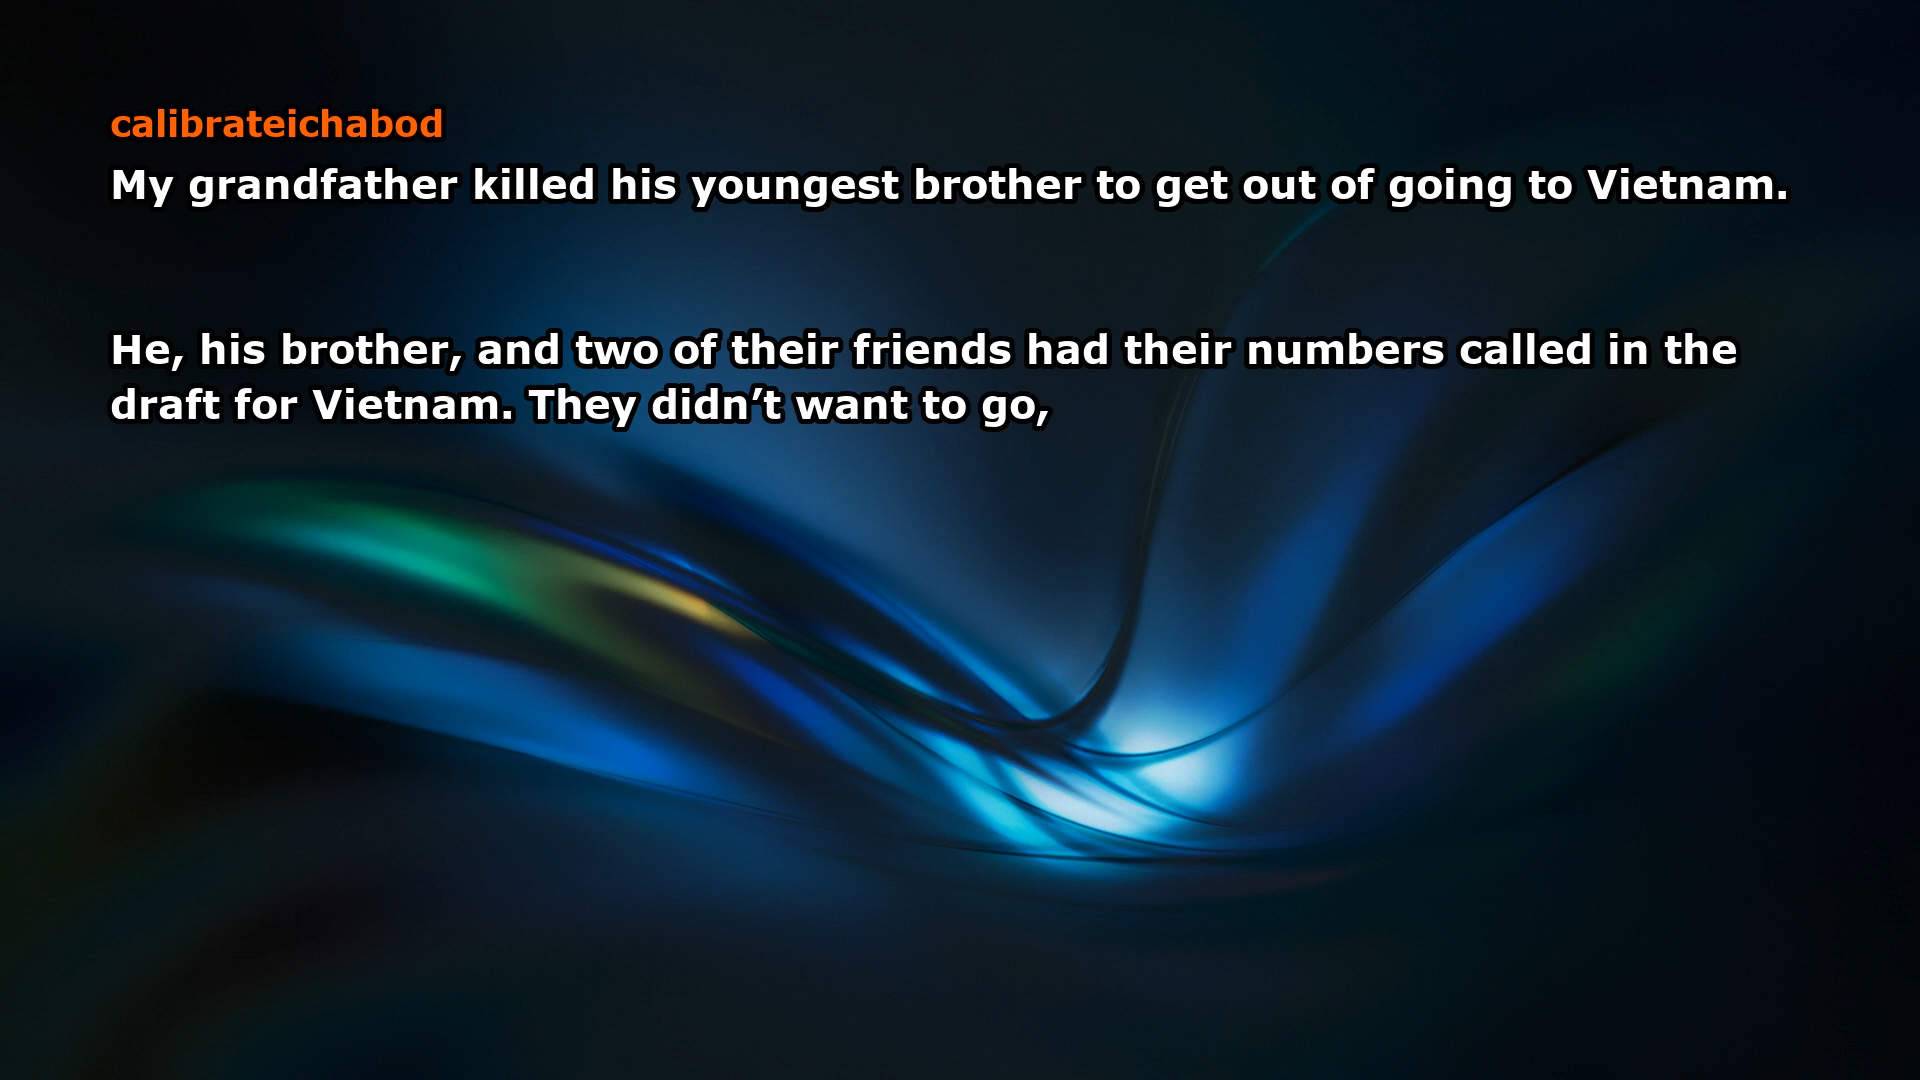 calibrateichabod
My grandfather killed his youngest brother to get out of going to Vietnam.
He, his brother, and two of their friends had their numbers called in the
draft for Vietnam. They didn’t want to go,